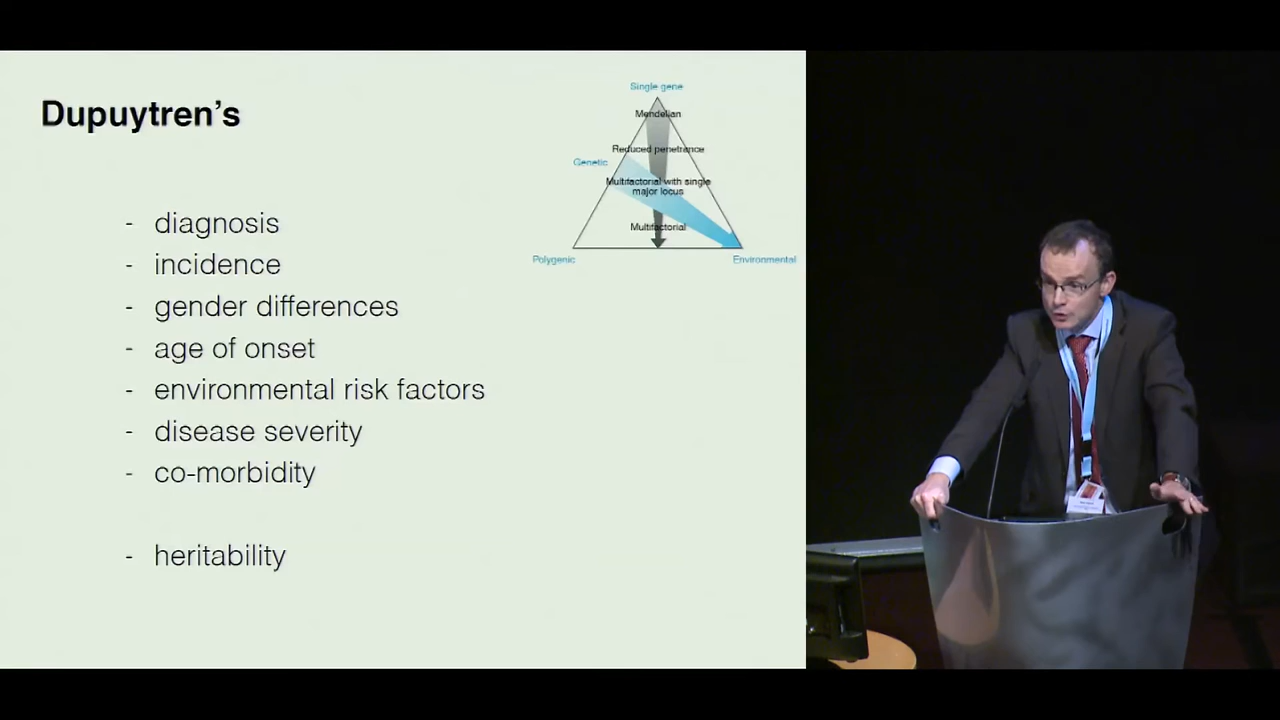 Dupuytren's
- diagnosis
- incidence
- gender differences
- age of onset
- environmental risk factors
- disease severity
- co-morbidity
- heritability
Single gene
Mendelian
Reduced penetrance
Genetic
Multifactorial with single
major locus
Multifactorial
Polygenic
Environmental